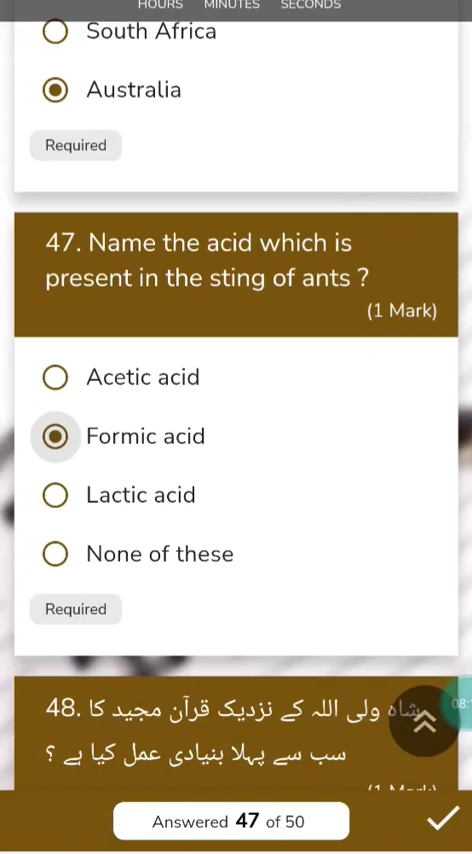 HOURS MINUTES SECONDS
South Africa
Australia
Required
47. Name the acid which is
present in the sting of ants ?
(1 Mark)
Acetic acid
Formic acid
Lactic acid
None of these
Required
48. شاہ ولی اللہ کے نزدیک قرآن مجید کا
سب سے پہلا بنیادی عمل کیا ہے ؟
(1 Mark)
Answered 47 of 50